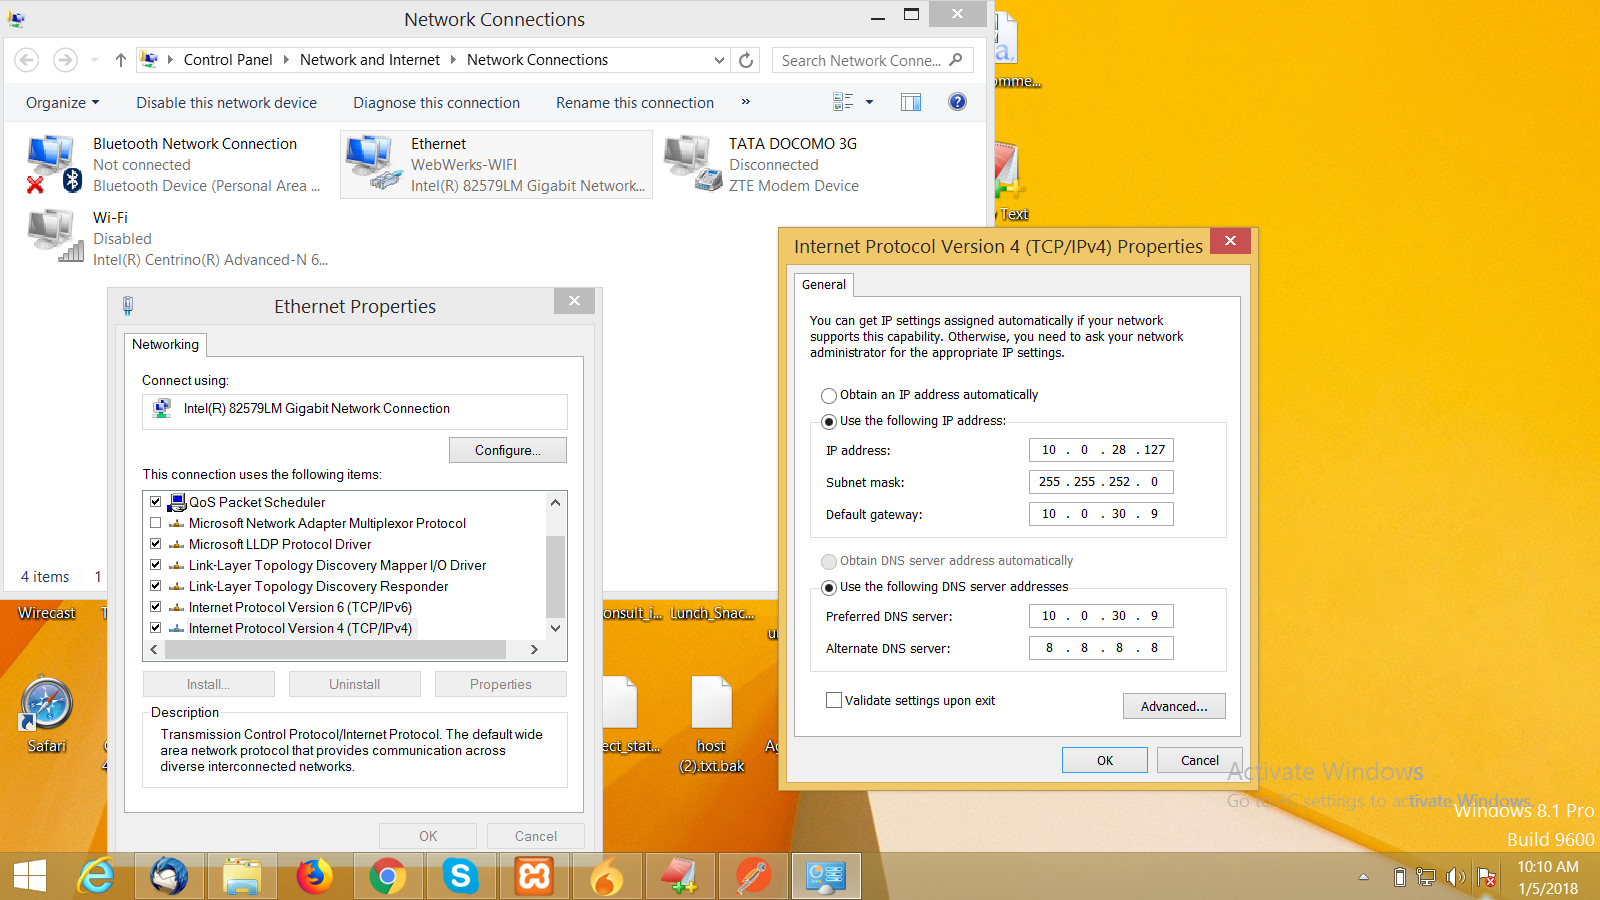 Network Connections
Control Panel
Network and Internet
Network Connections
Search Network Conne...
Organize
Disable this network device
Diagnose this connection
Rename this connection
»
Bluetooth Network Connection
Not connected
Bluetooth Device (Personal Area ...
Ethernet
WebWerks-WIFI
Intel(R) 82579LM Gigabit Network...
TATA DOCOMO 3G
Disconnected
ZTE Modem Device
Wi-Fi
Disabled
Intel(R) Centrino(R) Advanced-N 6...
4 items
1
Ethernet Properties
Networking
Connect using:
Intel(R) 82579LM Gigabit Network Connection
Configure...
This connection uses the following items:
QoS Packet Scheduler
Microsoft Network Adapter Multiplexor Protocol
Microsoft LLDP Protocol Driver
Link-Layer Topology Discovery Mapper I/O Driver
Link-Layer Topology Discovery Responder
Internet Protocol Version 6 (TCP/IPv6)
Internet Protocol Version 4 (TCP/IPv4)
Install...
Uninstall
Properties
Description
Transmission Control Protocol/Internet Protocol. The default wide
area network protocol that provides communication across
diverse interconnected networks.
OK
Cancel
Internet Protocol Version 4 (TCP/IPv4) Properties
General
You can get IP settings assigned automatically if your network
supports this capability. Otherwise, you need to ask your network
administrator for the appropriate IP settings.
Obtain an IP address automatically
Use the following IP address:
IP address:
10 . 0 . 28 . 127
Subnet mask:
255 . 255 . 252 . 0
Default gateway:
10 . 0 . 30 . 9
Obtain DNS server address automatically
Use the following DNS server addresses
Preferred DNS server:
10 . 0 . 30 . 9
Alternate DNS server:
8 . 8 . 8 . 8
Validate settings upon exit
Advanced...
OK
Cancel
omme...
Text
Wirecast
onsult_i...
Lunch_Snac...
Safari
ect_stat...
host
(2).txt.bak
Activate Windows
Go to PC settings to activate Windows.
Windows 8.1 Pro
Build 9600
10:10 AM
1/5/2018